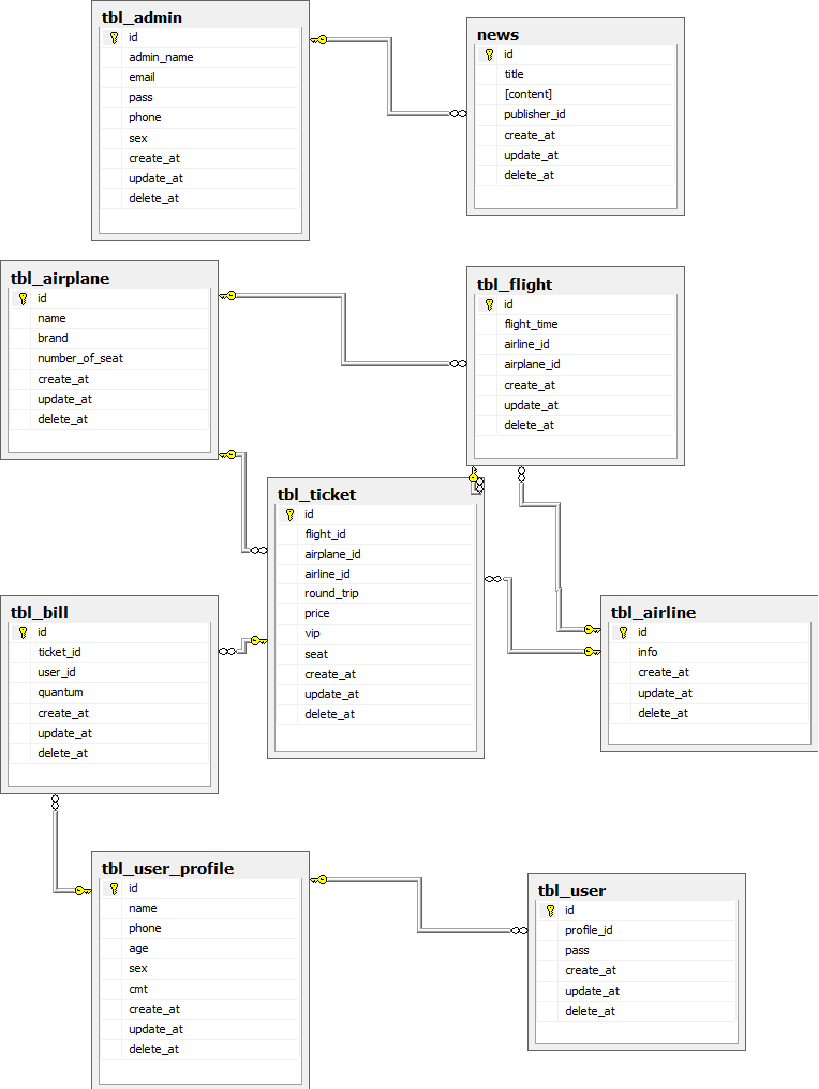 tbl_admin
id
admin_name
email
pass
phone
sex
create_at
update_at
delete_at
news
id
title
[content]
publisher_id
create_at
update_at
delete_at
tbl_airplane
id
name
brand
number_of_seat
create_at
update_at
delete_at
tbl_flight
id
flight_time
airline_id
airplane_id
create_at
update_at
delete_at
tbl_ticket
id
flight_id
airplane_id
airline_id
round_trip
price
vip
seat
create_at
update_at
delete_at
tbl_bill
id
ticket_id
user_id
quantum
create_at
update_at
delete_at
tbl_airline
id
info
create_at
update_at
delete_at
tbl_user_profile
id
name
phone
age
sex
cmt
create_at
update_at
delete_at
tbl_user
id
profile_id
pass
create_at
update_at
delete_at